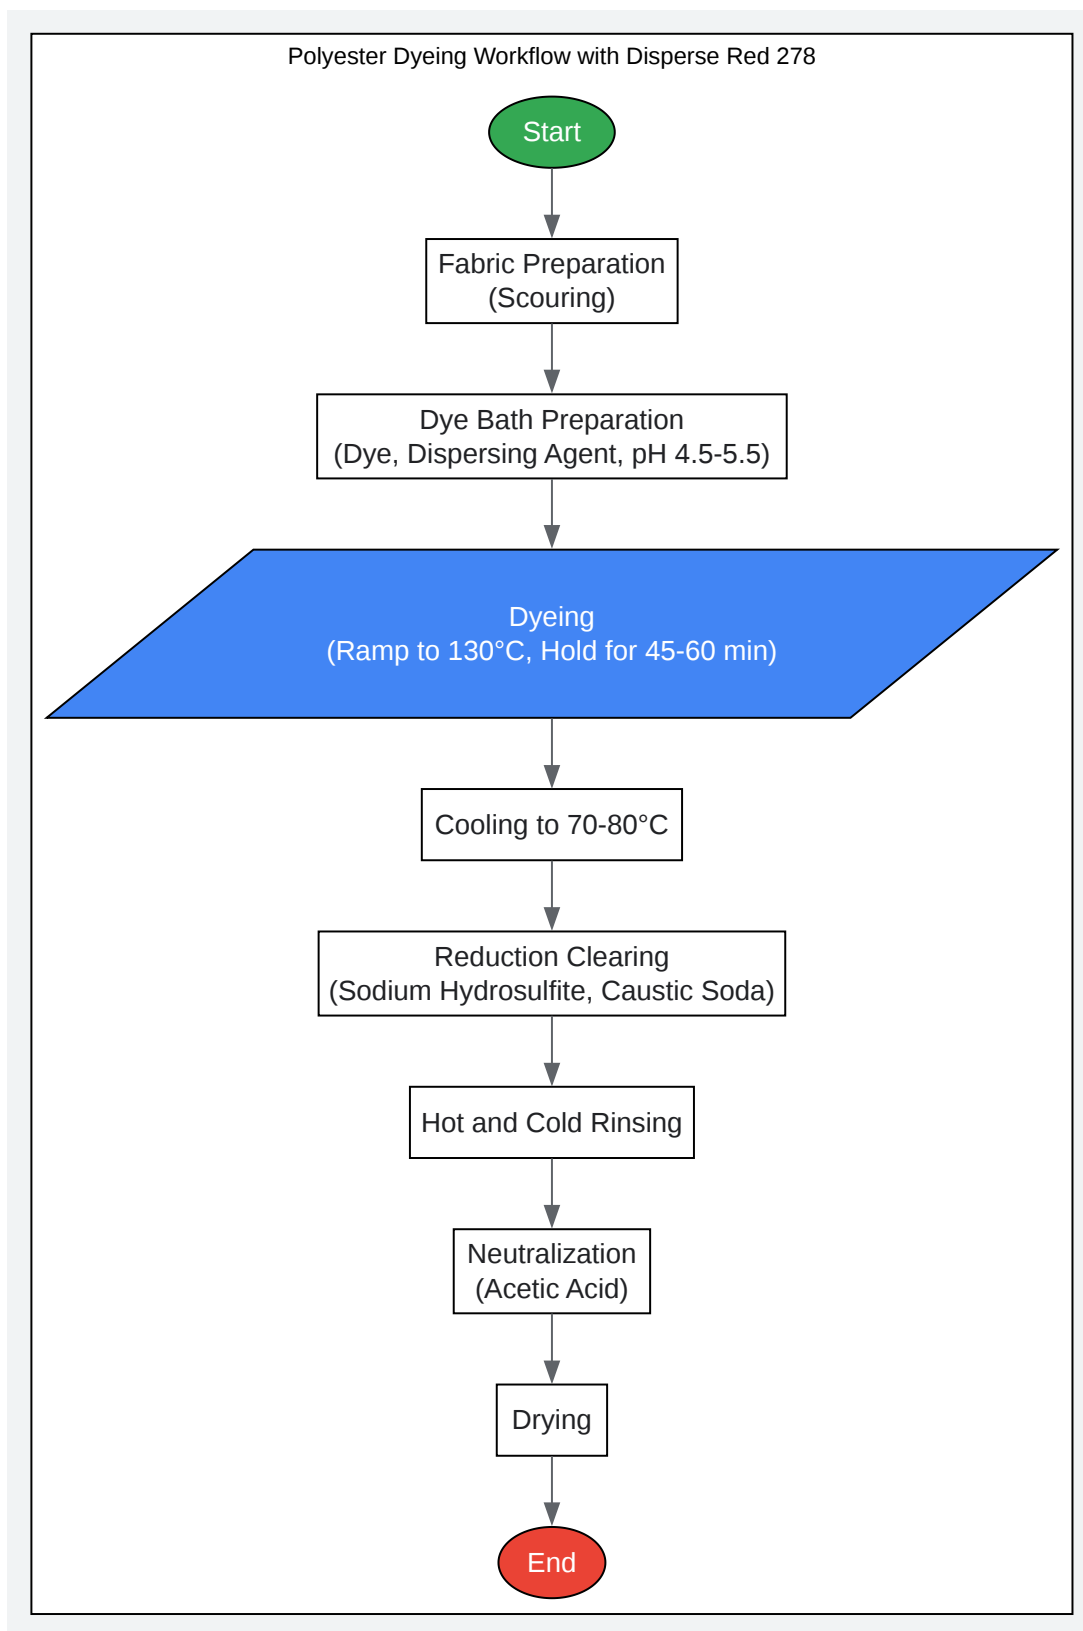 Polyester Dyeing Workflow with Disperse Red 278
Start
Fabric Preparation
(Scouring)
Dye Bath Preparation
(Dye, Dispersing Agent, pH 4.5-5.5)
Dyeing
(Ramp to 130°C, Hold for 45-60 min)
Cooling to 70-80°C
Reduction Clearing
(Sodium Hydrosulfite, Caustic Soda)
Hot and Cold Rinsing
Neutralization
(Acetic Acid)
Drying
End